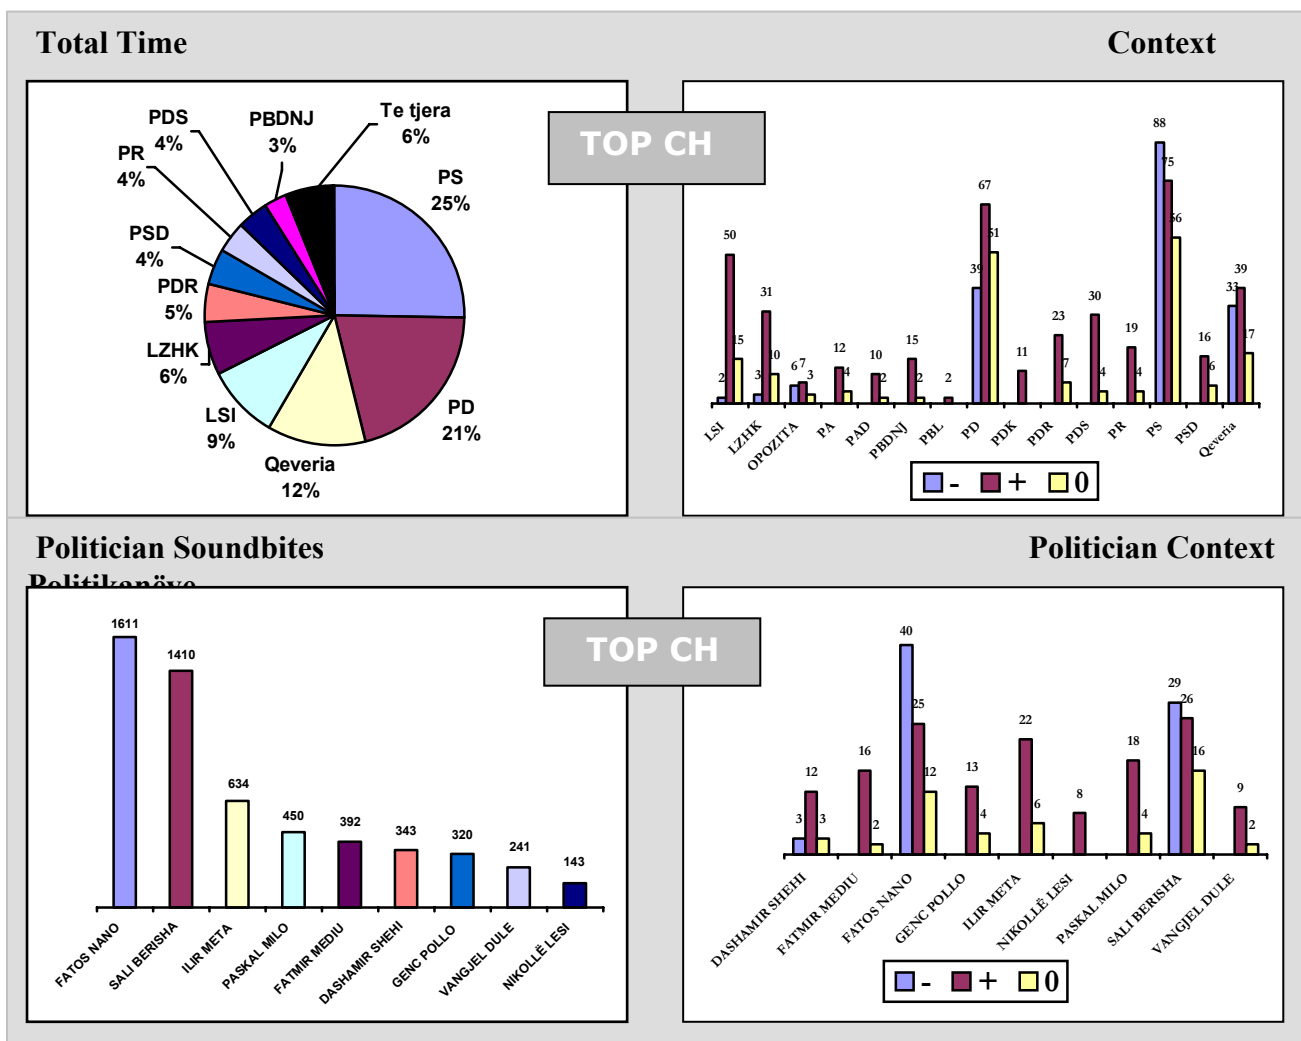 Total Time
Context
TOP CH
PDS
4%
PBDNJ
3%
Te tjera
6%
PR
4%
PS
25%
PSD
4%
PDR
5%
LZHK
6%
LSI
9%
PD
21%
Qeveria
12%
2 50 15
3 31 10
6 7 3
12 4
10 2
15 2
2
39 67 51
11
23 7
30 4
19 4
88 75 56
16 6
33 39 17
LSI LZHK OPOZITA PA PAD PBDNJ PBL PD PDK PDR PDS PR PS PSD Qeveria
- + 0
Politician Soundbites
Politikanëve
Politician Context
TOP CH
1611
1410
634
450
392
343
320
241
143
FATOS NANO
SALI BERISHA
ILIR META
PASKAL MILO
FATMIR MEDIU
DASHAMIR SHEHI
GENC POLLO
VANGJEL DULE
NIKOLLË LESI
3 12 3
16 2
40 25 12
13 4
22 6
8
18 4
29 26 16
9 2
DASHAMIR SHEHI
FATMIR MEDIU
FATOS NANO
GENC POLLO
ILIR META
NIKOLLË LESI
PASKAL MILO
SALI BERISHA
VANGJEL DULE
- + 0